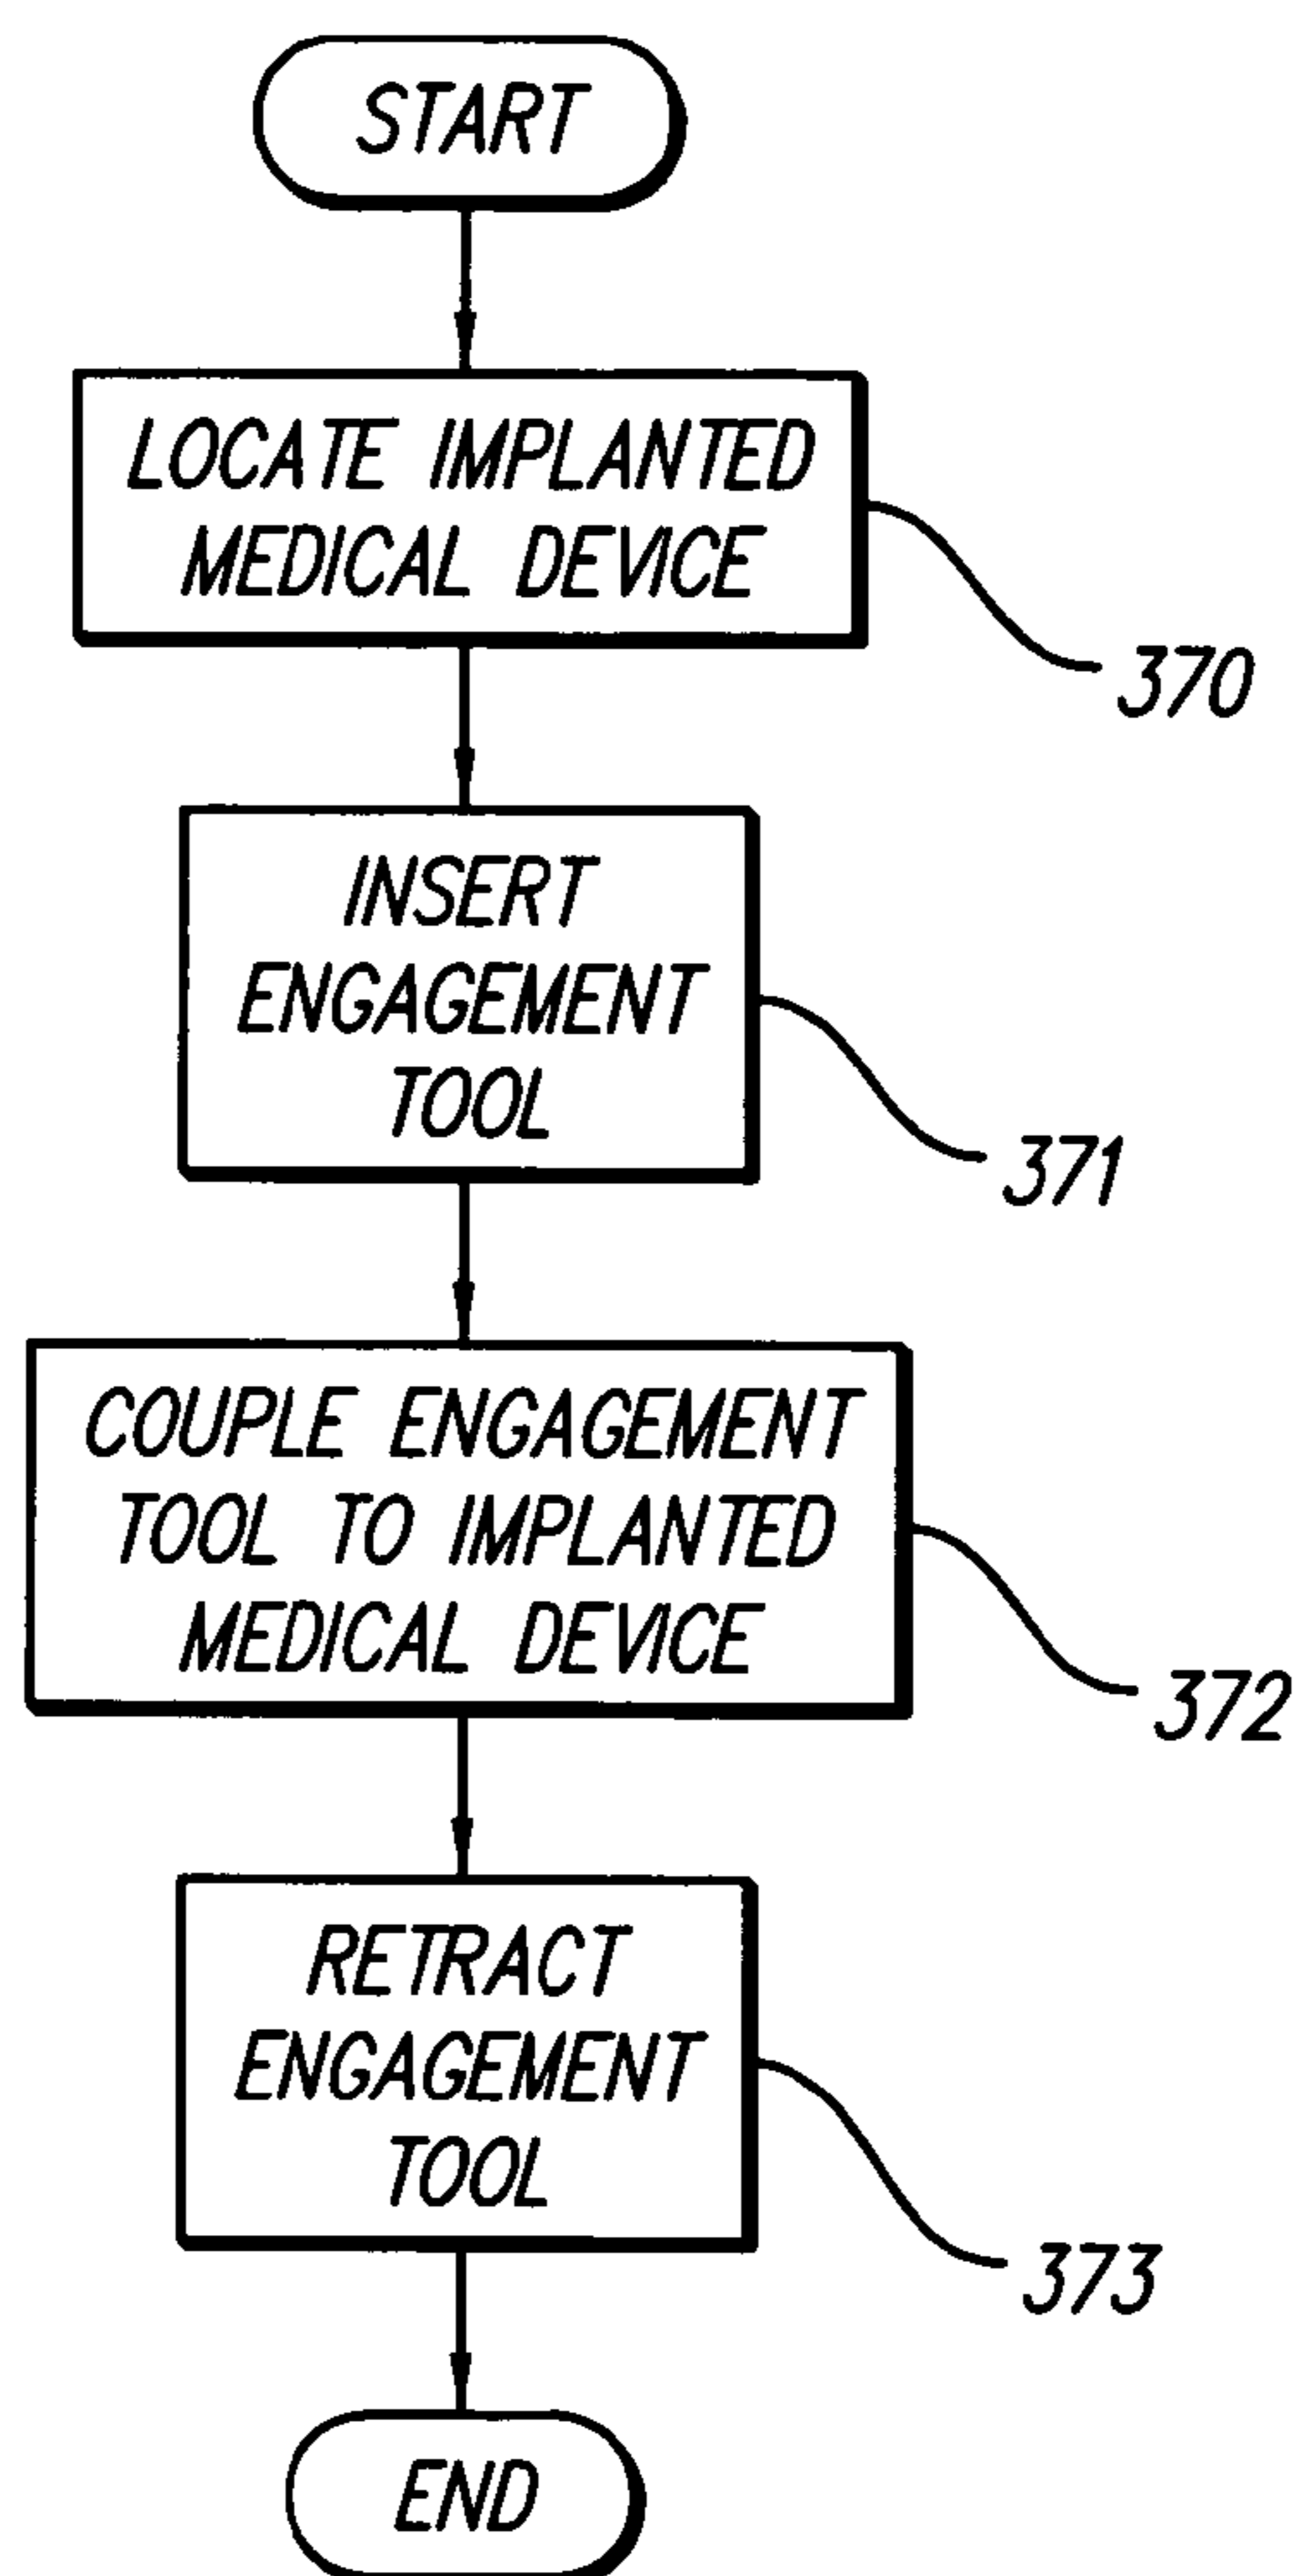 START
LOCATE IMPLANTED
MEDICAL DEVICE
370
INSERT
ENGAGEMENT
TOOL
371
COUPLE ENGAGEMENT
TOOL TO IMPLANTED
MEDICAL DEVICE
372
RETRACT
ENGAGEMENT
TOOL
373
END